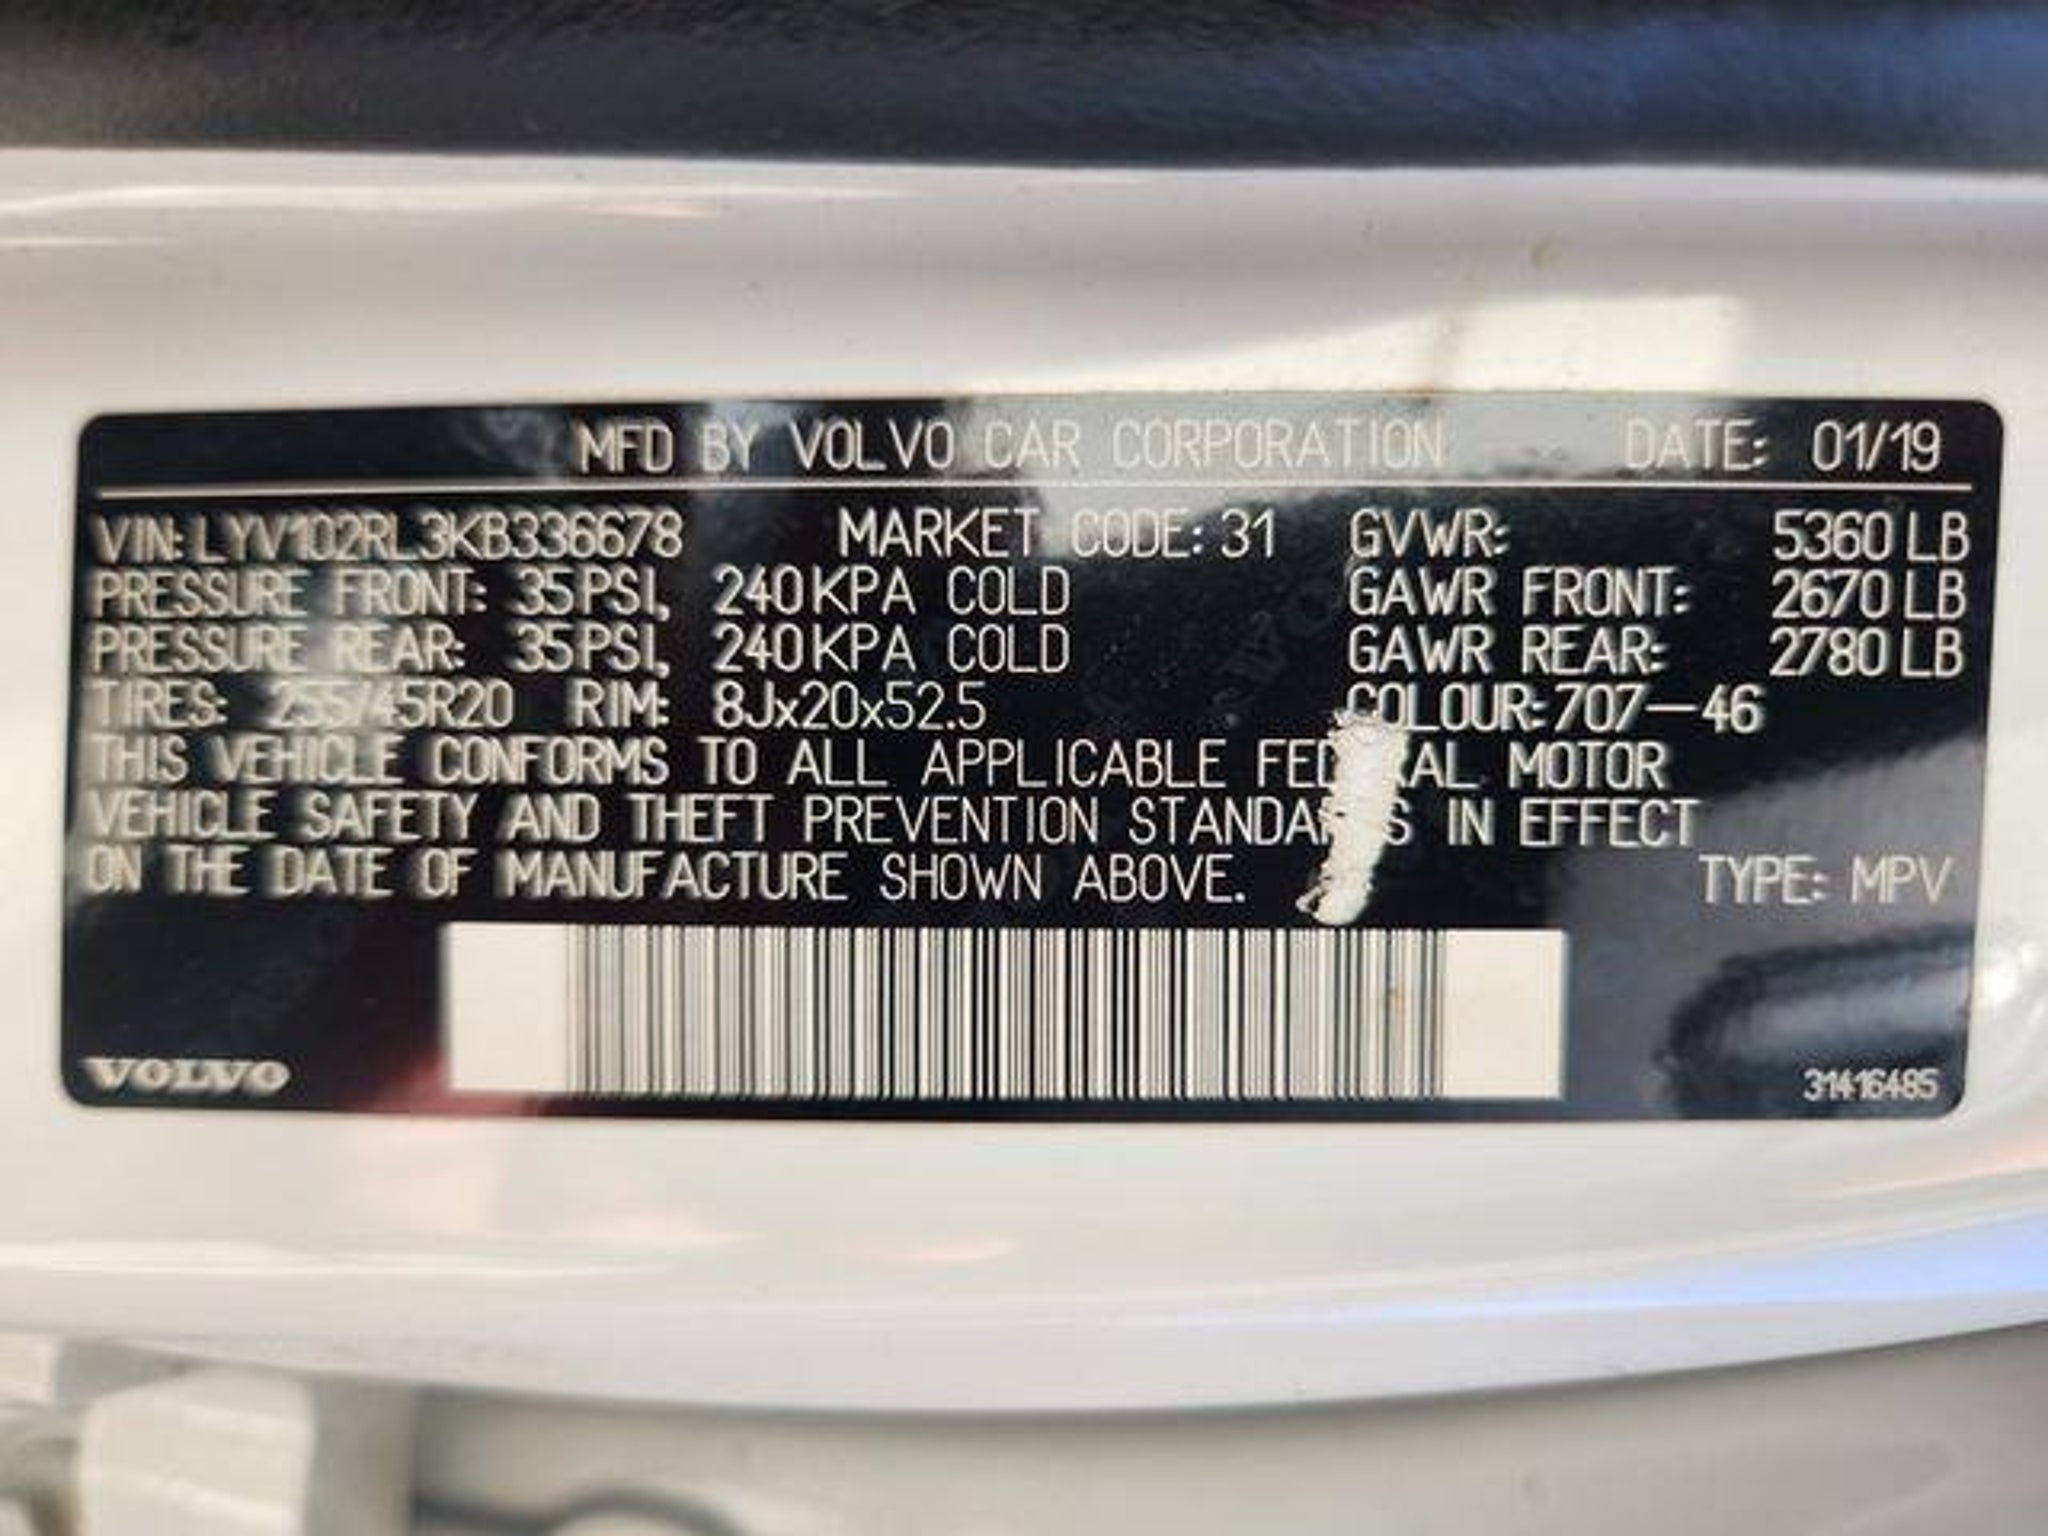 MFD BY VOLVO CAR CORPORATION DATE: 01/19
VIN: LYV102RL3KB336678 MARKET CODE: 31 GVWR: 5360 LB
PRESSURE FRONT: 35 PSI, 240 KPA COLD GAWR FRONT: 2670 LB
PRESSURE REAR: 35 PSI, 240 KPA COLD GAWR REAR: 2780 LB
TIRES: 255/45R20 RIM: 8Jx20x52.5 COLOUR: 707-46
THIS VEHICLE CONFORMS TO ALL APPLICABLE FEDERAL MOTOR
VEHICLE SAFETY AND THEFT PREVENTION STANDARDS IN EFFECT
ON THE DATE OF MANUFACTURE SHOWN ABOVE. TYPE: MPV
VOLVO 31416485